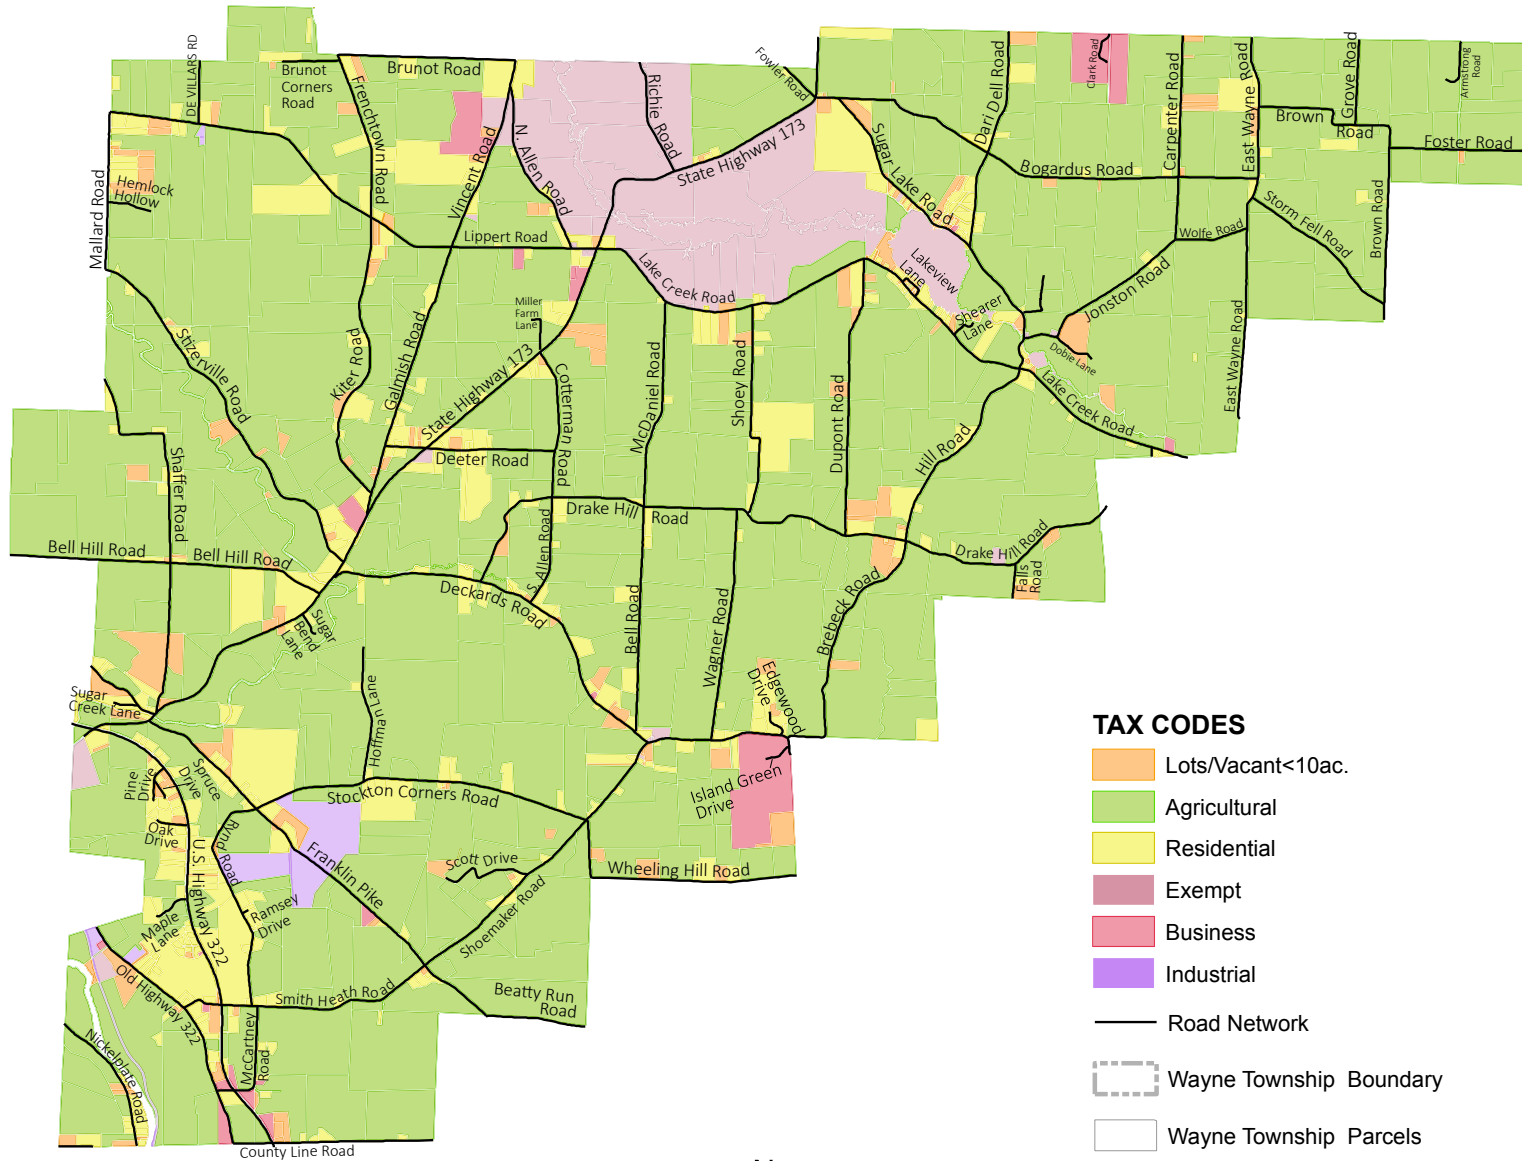 DE VILLARS RD
Brunot
Corners
Road
Brunot Road
Frenchtown Road
Vincent Road
N. Allen Road
Richie Road
State Highway 173
Fowler Road
Sugar Lake Road
Dari Dell Road
Clark Road
Carpenter Road
East Wayne Road
Grove Road
Armstrong
Road
Brown
Road
Foster Road
Bogardus Road
Mallard Road
Hemlock
Hollow
Lippert Road
Lake Creek Road
Lakeview
Lane
Shearer
Lane
Wolfe Road
Storm Fell Road
Brown Road
Jonston Road
Dobie Lane
East Wayne Road
Lake Creek Road
Miller
Farm
Lane
Stizerville Road
Kiter Road
Galmish Road
State Highway 173
Cotterman Road
McDaniel Road
Shoey Road
Dupont Road
Hill Road
Deeter Road
Shaffer Road
Bell Hill Road
Bell Hill Road
Drake Hill
Road
Drake Hill Road
Falls
Road
S. Allen Road
Deckards Road
Bell Road
Wagner Road
Brebeck Road
Sugar
Bend
Lane
Edgewood
Drive
Sugar
Creek Lane
Hoffman Lane
Pine
Drive
Spruce
Drive
Oak
Drive
Stockton Corners Road
Island Green
Drive
Rynd Road
U.S. Highway 322
Franklin Pike
Scott Drive
Wheeling Hill Road
Ramsey
Drive
Maple
Lane
Shoemaker Road
Old Highway 322
Smith Heath Road
Beatty Run
Road
McCartney
Road
Nickelplate Road
County Line Road
TAX CODES
Lots/Vacant<10ac.
Agricultural
Residential
Exempt
Business
Industrial
Road Network
Wayne Township Boundary
Wayne Township Parcels